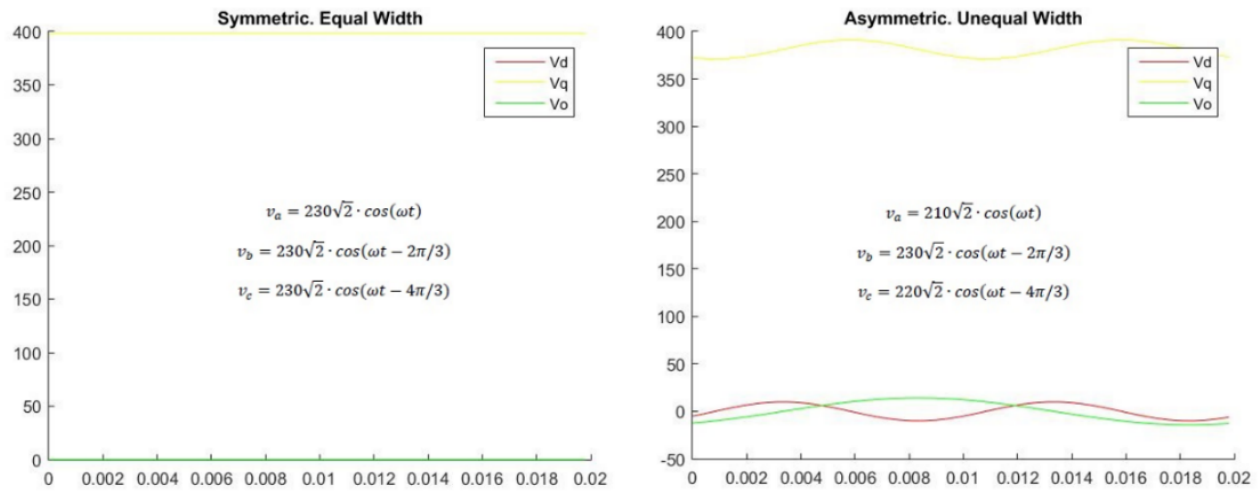 Symmetric. Equal Width
400
350
300
250
200
150
100
50
0
Vd
Vq
Vo
v_a = 230√2 · cos(ωt)
v_b = 230√2 · cos(ωt − 2π/3)
v_c = 230√2 · cos(ωt − 4π/3)
0 0.002 0.004 0.006 0.008 0.01 0.012 0.014 0.016 0.018 0.02
Asymmetric. Unequal Width
400
350
300
250
200
150
100
50
0
-50
Vd
Vq
Vo
v_a = 210√2 · cos(ωt)
v_b = 230√2 · cos(ωt − 2π/3)
v_c = 220√2 · cos(ωt − 4π/3)
0 0.002 0.004 0.006 0.008 0.01 0.012 0.014 0.016 0.018 0.02